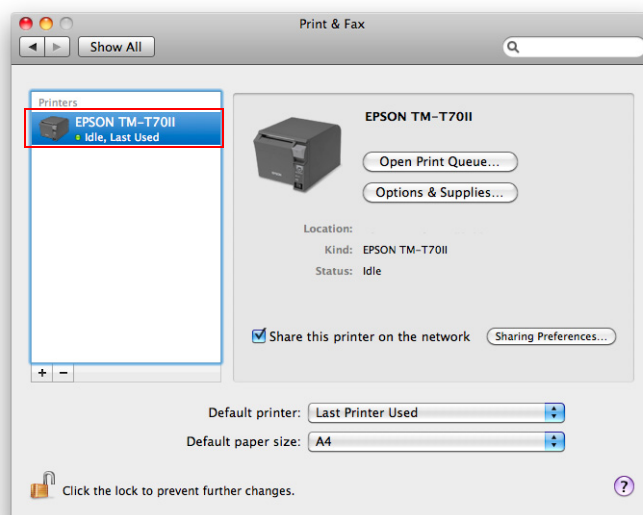 Print & Fax
Show All
Printers
EPSON TM-T70II
Idle, Last Used
EPSON TM-T70II
Open Print Queue...
Options & Supplies...
Location:
Kind: EPSON TM-T70II
Status: Idle
Share this printer on the network
Sharing Preferences...
+ −
Default printer: Last Printer Used
Default paper size: A4
Click the lock to prevent further changes.
?